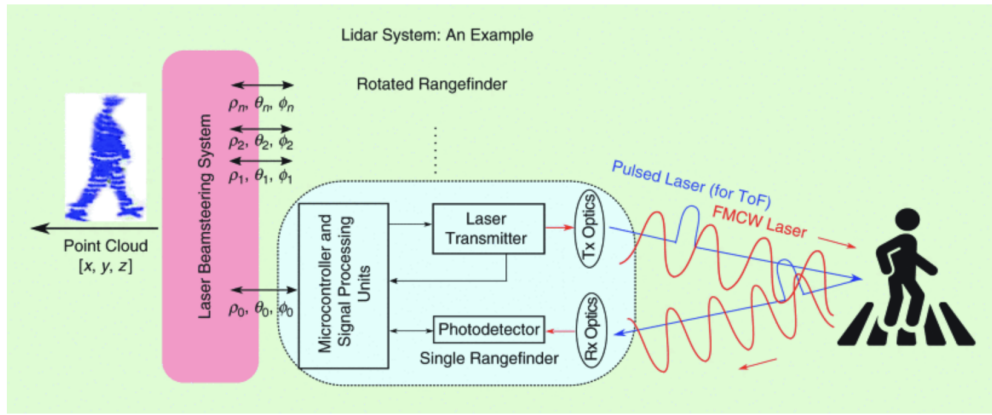 Lidar System: An Example
Rotated Rangefinder
ρn, θn, ϕn
ρ2, θ2, ϕ2
ρ1, θ1, ϕ1
ρ0, θ0, ϕ0
Laser Beamsteering System
Point Cloud
[x, y, z]
Microcontroller and
Signal Processing
Units
Laser
Transmitter
Tx Optics
Photodetector
Rx Optics
Single Rangefinder
Pulsed Laser (for ToF)
FMCW Laser